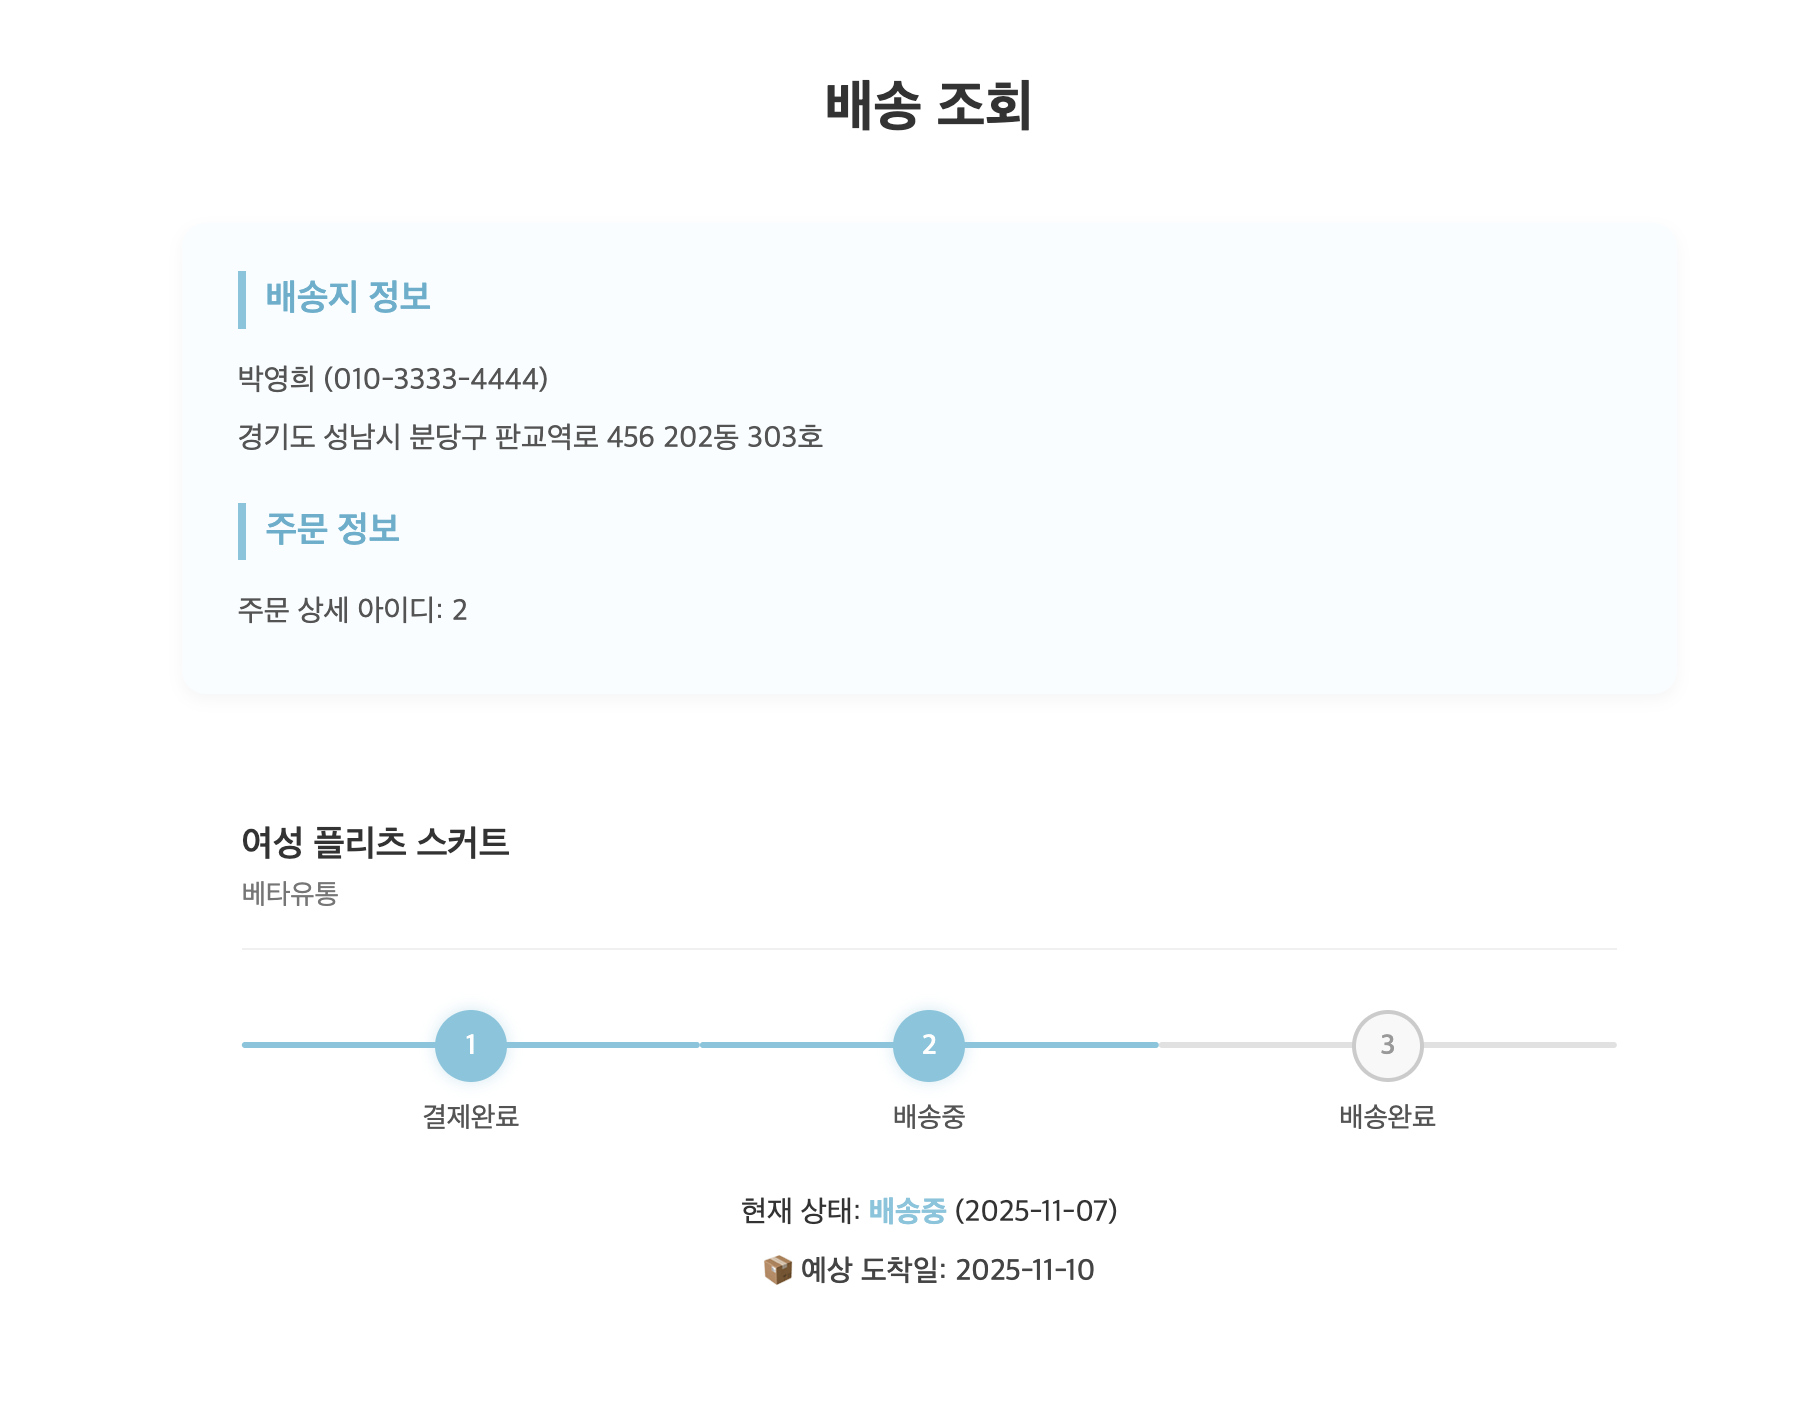 배송 조회
배송지 정보
박영희 (010-3333-4444)
경기도 성남시 분당구 판교역로 456 202동 303호
주문 정보
주문 상세 아이디: 2
여성 플리츠 스커트
베타유통
1
2
3
결제완료
배송중
배송완료
현재 상태: 배송중 (2025-11-07)
📦 예상 도착일: 2025-11-10